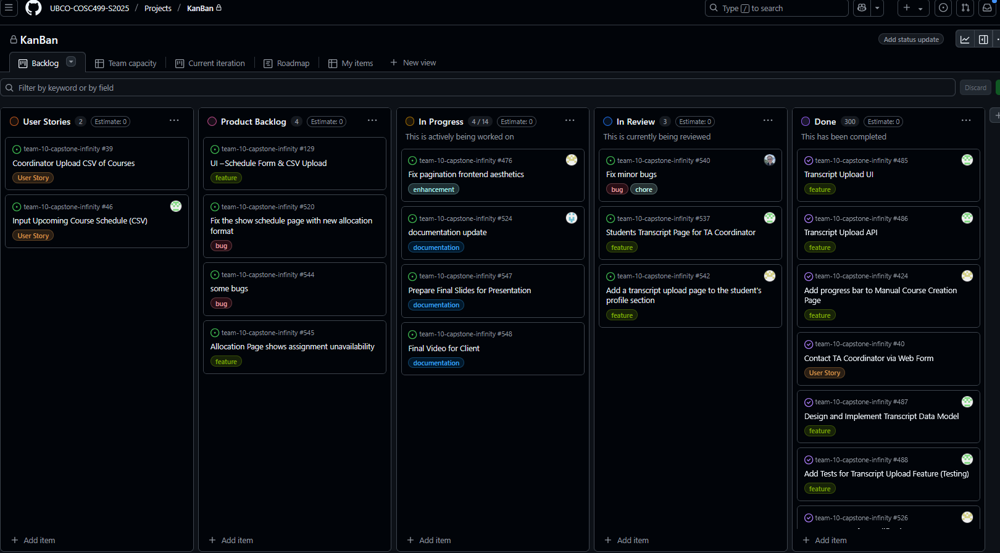 UBCO-COSC499-S2025 / Projects / KanBan
Type / to search
KanBan
Add status update
Backlog
Team capacity
Current iteration
Roadmap
My items
New view
Filter by keyword or by field
Discard
User Stories 2 Estimate: 0
team-10-capstone-infinity #39
Coordinator Upload CSV of Courses
User Story
team-10-capstone-infinity #46
Input Upcoming Course Schedule (CSV)
User Story
Add item
Product Backlog 4 Estimate: 0
team-10-capstone-infinity #129
UI –Schedule Form & CSV Upload
feature
team-10-capstone-infinity #520
Fix the show schedule page with new allocation
format
bug
team-10-capstone-infinity #544
some bugs
bug
team-10-capstone-infinity #545
Allocation Page shows assignment unavailability
feature
Add item
In Progress 4 / 14 Estimate: 0
This is actively being worked on
team-10-capstone-infinity #476
Fix pagination frontend aesthetics
enhancement
team-10-capstone-infinity #524
documentation update
documentation
team-10-capstone-infinity #547
Prepare Final Slides for Presentation
documentation
team-10-capstone-infinity #548
Final Video for Client
documentation
Add item
In Review 3 Estimate: 0
This is currently being reviewed
team-10-capstone-infinity #540
Fix minor bugs
bug chore
team-10-capstone-infinity #537
Students Transcript Page for TA Coordinator
feature
team-10-capstone-infinity #542
Add a transcript upload page to the student's
profile section
feature
Add item
Done 300 Estimate: 0
This has been completed
team-10-capstone-infinity #485
Transcript Upload UI
feature
team-10-capstone-infinity #486
Transcript Upload API
feature
team-10-capstone-infinity #424
Add progress bar to Manual Course Creation
Page
feature
team-10-capstone-infinity #40
Contact TA Coordinator via Web Form
User Story
team-10-capstone-infinity #487
Design and Implement Transcript Data Model
feature
team-10-capstone-infinity #488
Add Tests for Transcript Upload Feature (Testing)
feature
team-10-capstone-infinity #526
Add item